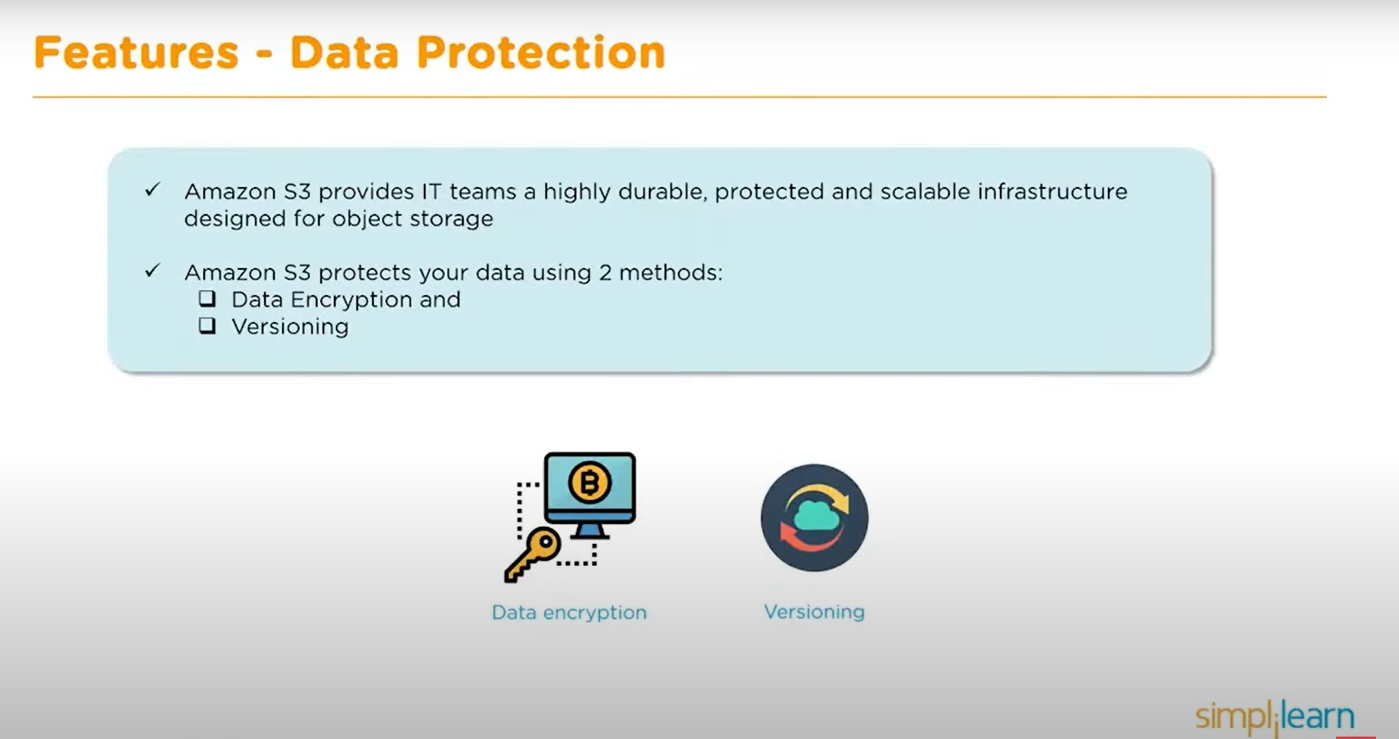 Features - Data Protection
✓ Amazon S3 provides IT teams a highly durable, protected and scalable infrastructure
designed for object storage
✓ Amazon S3 protects your data using 2 methods:
❑ Data Encryption and
❑ Versioning
Data encryption
Versioning
simplilearn